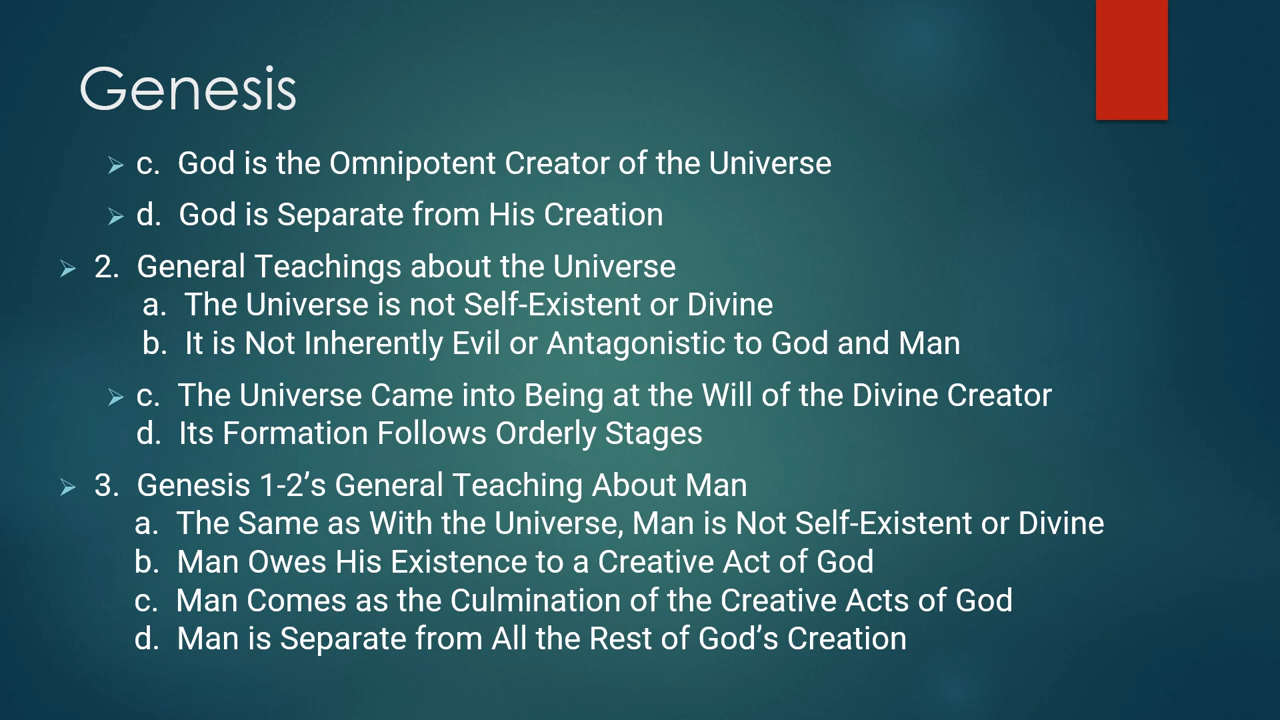 Genesis
c. God is the Omnipotent Creator of the Universe
d. God is Separate from His Creation
2. General Teachings about the Universe
a. The Universe is not Self-Existent or Divine
b. It is Not Inherently Evil or Antagonistic to God and Man
c. The Universe Came into Being at the Will of the Divine Creator
d. Its Formation Follows Orderly Stages
3. Genesis 1-2’s General Teaching About Man
a. The Same as With the Universe, Man is Not Self-Existent or Divine
b. Man Owes His Existence to a Creative Act of God
c. Man Comes as the Culmination of the Creative Acts of God
d. Man is Separate from All the Rest of God’s Creation